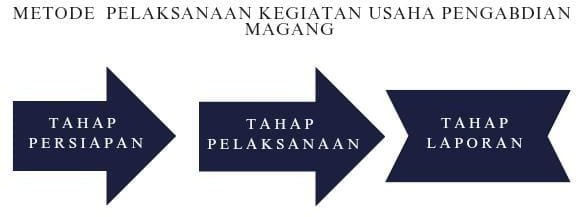 METODE PELAKSANAAN KEGIATAN USAHA PENGABDIAN
MAGANG
TAHAP
PERSIAPAN
TAHAP
PELAKSANAAN
TAHAP
LAPORAN